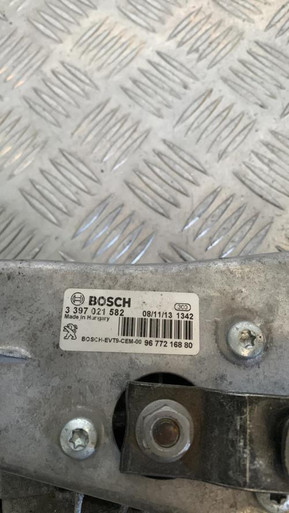 BOSCH
3 397 021 582
Made in Hungary
08/11/13 1342
BOSCH-EVT9-CEM-00 96 772 168 80